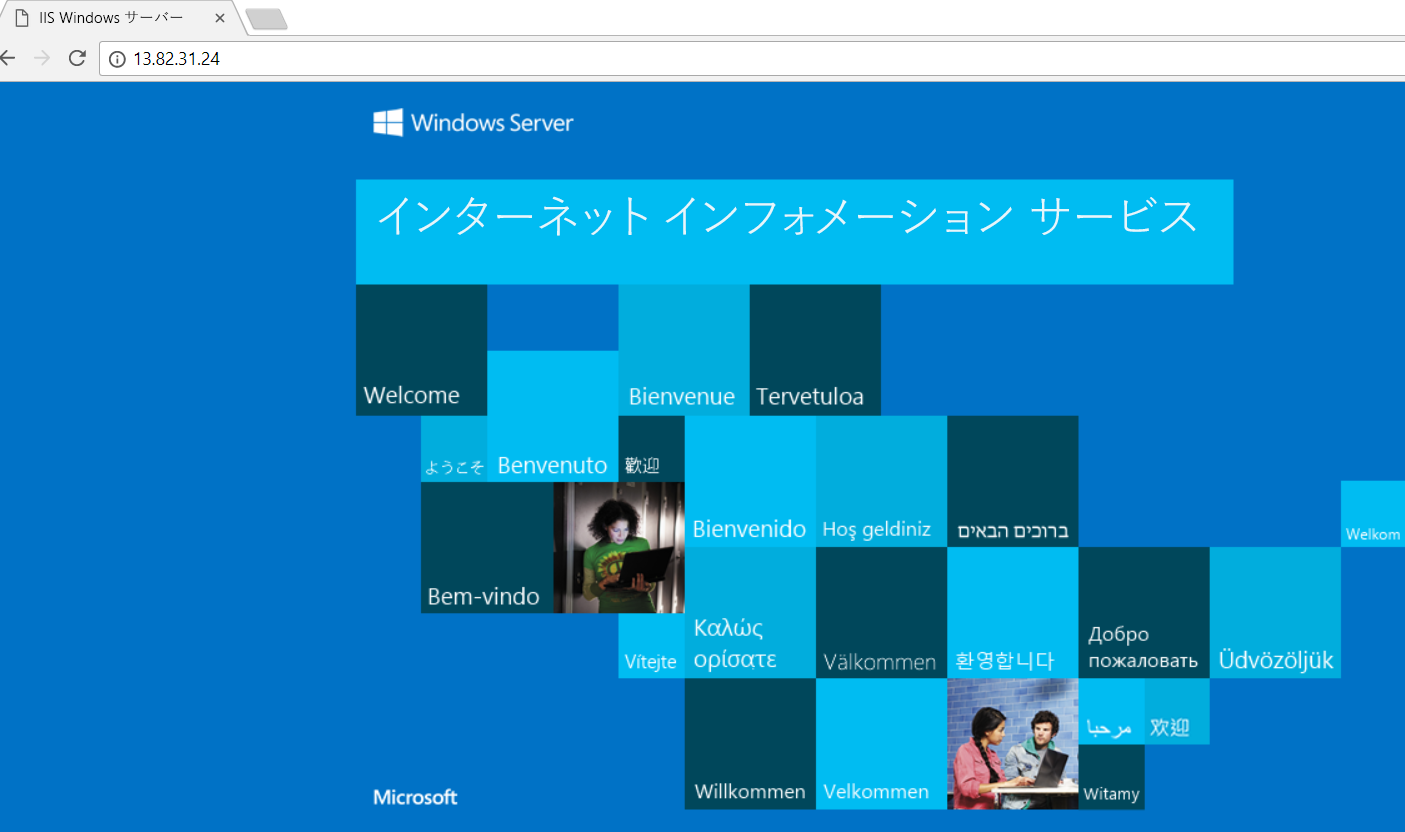 IIS Windows サーバー
13.82.31.24
Windows Server
インターネット インフォメーション サービス
Welcome
Bienvenue
Tervetuloa
ようこそ
Benvenuto
歡迎
Bienvenido
Hoş geldiniz
ברוכים הבאים
Welkom
Bem-vindo
Vítejte
Καλώς
ορίσατε
Välkommen
환영합니다
Добро
пожаловать
Üdvözöljük
مرحبا
欢迎
Microsoft
Willkommen
Velkommen
Witamy